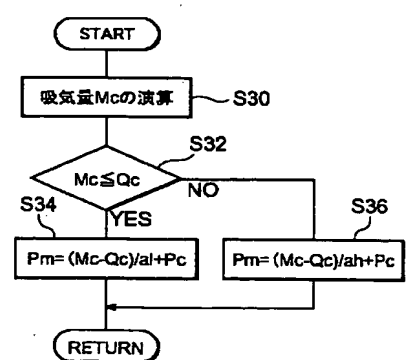 START
吸気量Mcの演算
S30
S32
Mc≦Qc
NO
S34
YES
S36
Pm=(Mc-Qc)/al+Pc
Pm=(Mc-Qc)/ah+Pc
RETURN